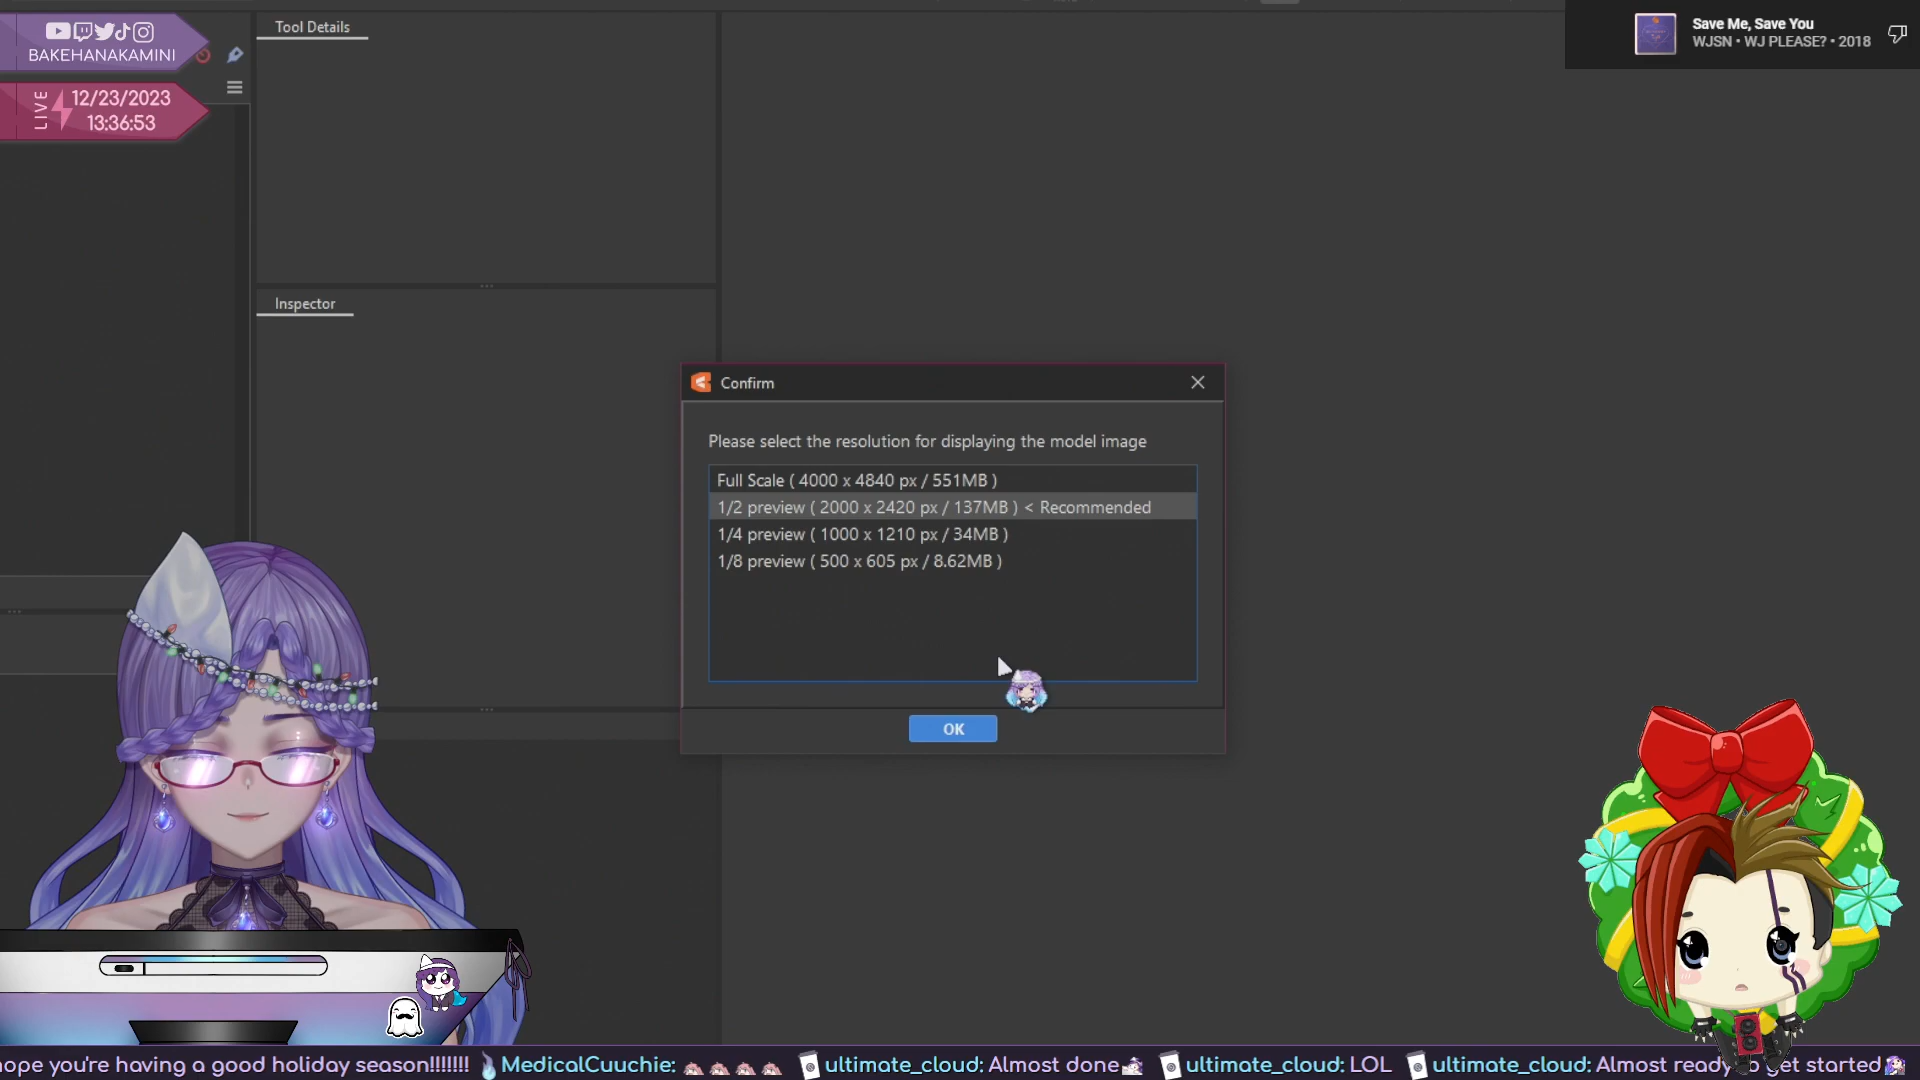 BAKEHANAKAMINI
LIVE
12/23/2023
13:36:53
Tool Details
Save Me, Save You
WJSN • WJ PLEASE? • 2018
Inspector
Confirm
Please select the resolution for displaying the model image
Full Scale ( 4000 x 4840 px / 551MB )
1/2 preview ( 2000 x 2420 px / 137MB ) < Recommended
1/4 preview ( 1000 x 1210 px / 34MB )
1/8 preview ( 500 x 605 px / 8.62MB )
OK
hope you're having a good holiday season!!!!!!! MedicalCuuchie: ultimate_cloud: Almost done ultimate_cloud: LOL ultimate_cloud: Almost ready to get started